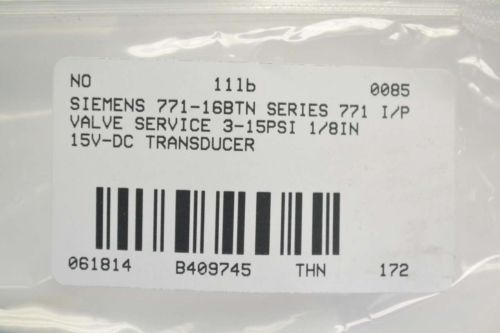 NO 11lb 0085
SIEMENS 771-16BTN SERIES 771 I/P
VALVE SERVICE 3-15PSI 1/8IN
15V-DC TRANSDUCER
061814 B409745 THN 172